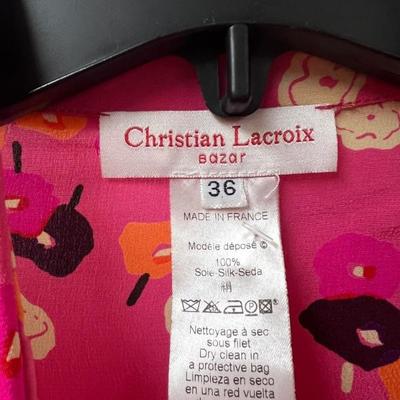 Christian Lacroix
Bazar
36
MADE IN FRANCE
Modèle déposé ©
100%
Soie-Silk-Seda
絹
Nettoyage à sec
sous filet
Dry clean in
a protective bag
Limpieza en seco
en una red vuelta